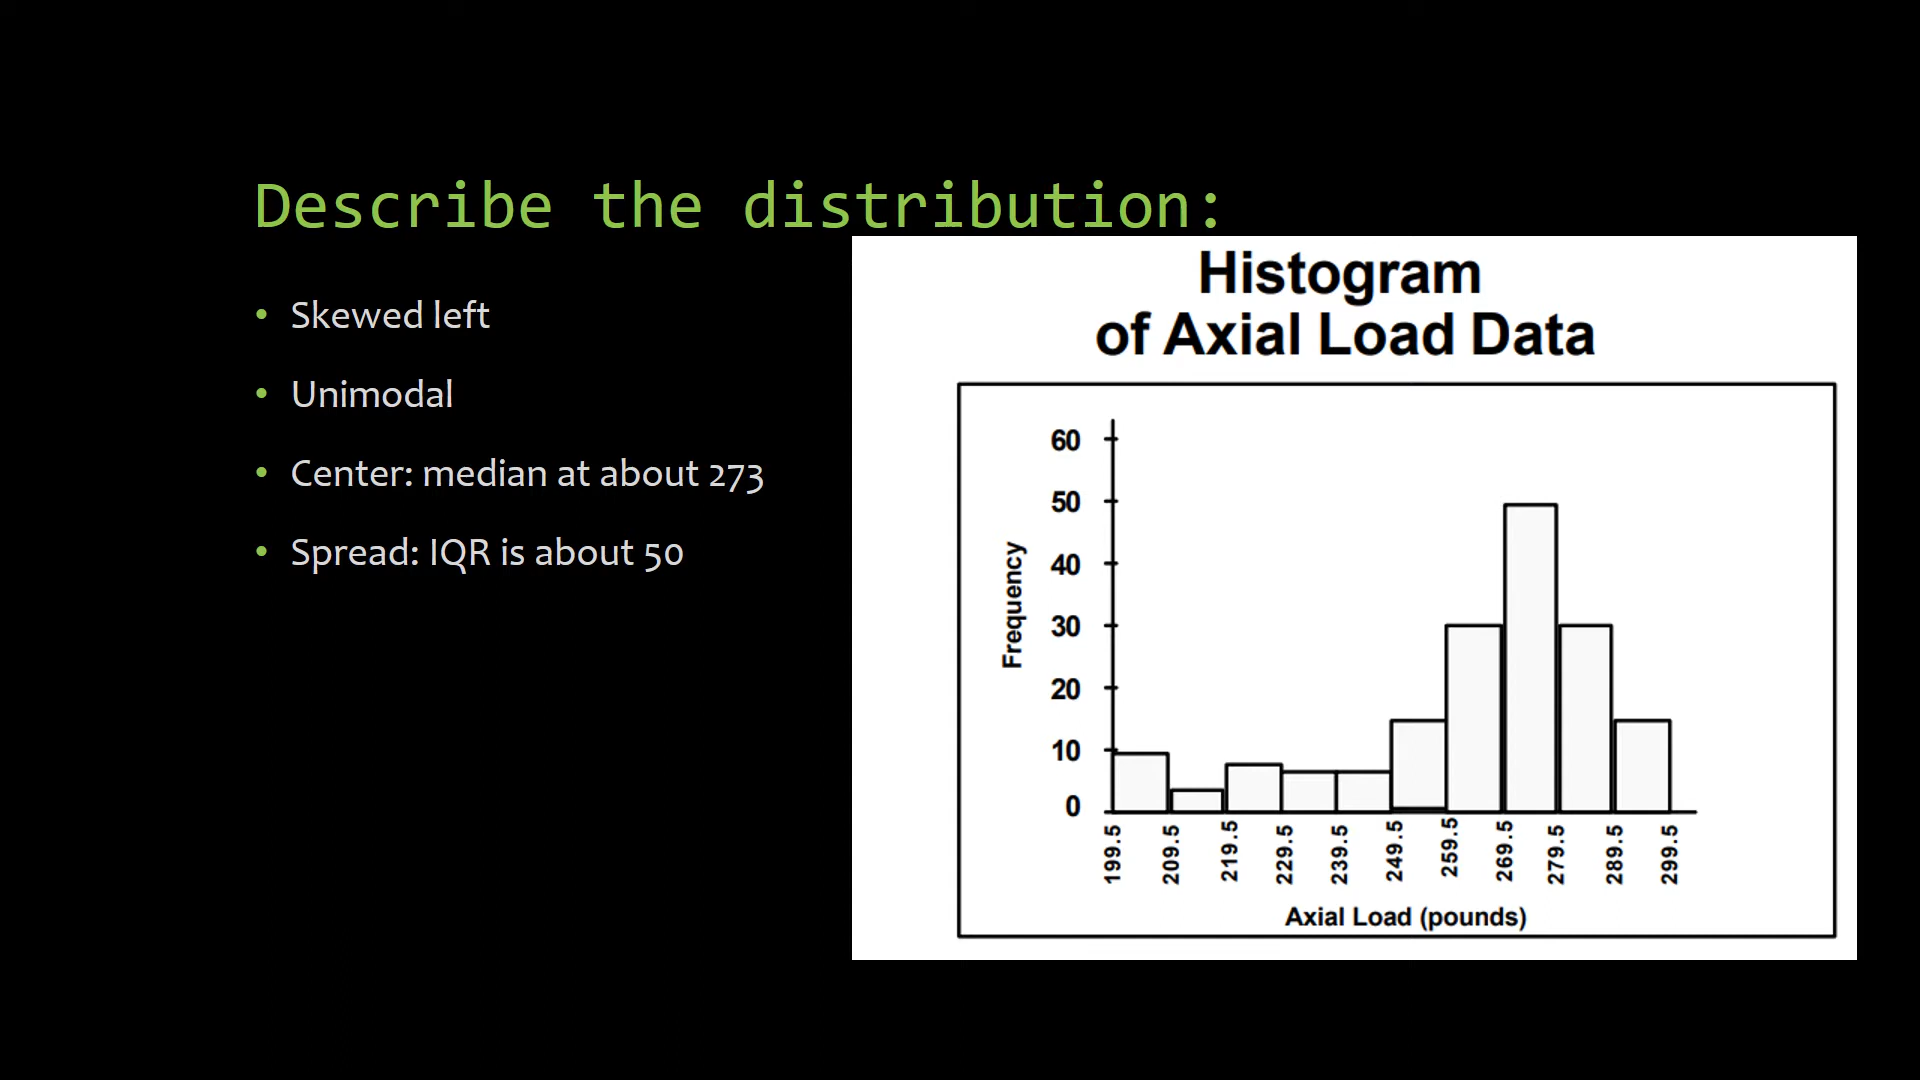 Describe the distribution:
• Skewed left
• Unimodal
• Center: median at about 273
• Spread: IQR is about 50
Histogram
of Axial Load Data
Frequency
60
50
40
30
20
10
0
199.5
209.5
219.5
229.5
239.5
249.5
259.5
269.5
279.5
289.5
299.5
Axial Load (pounds)